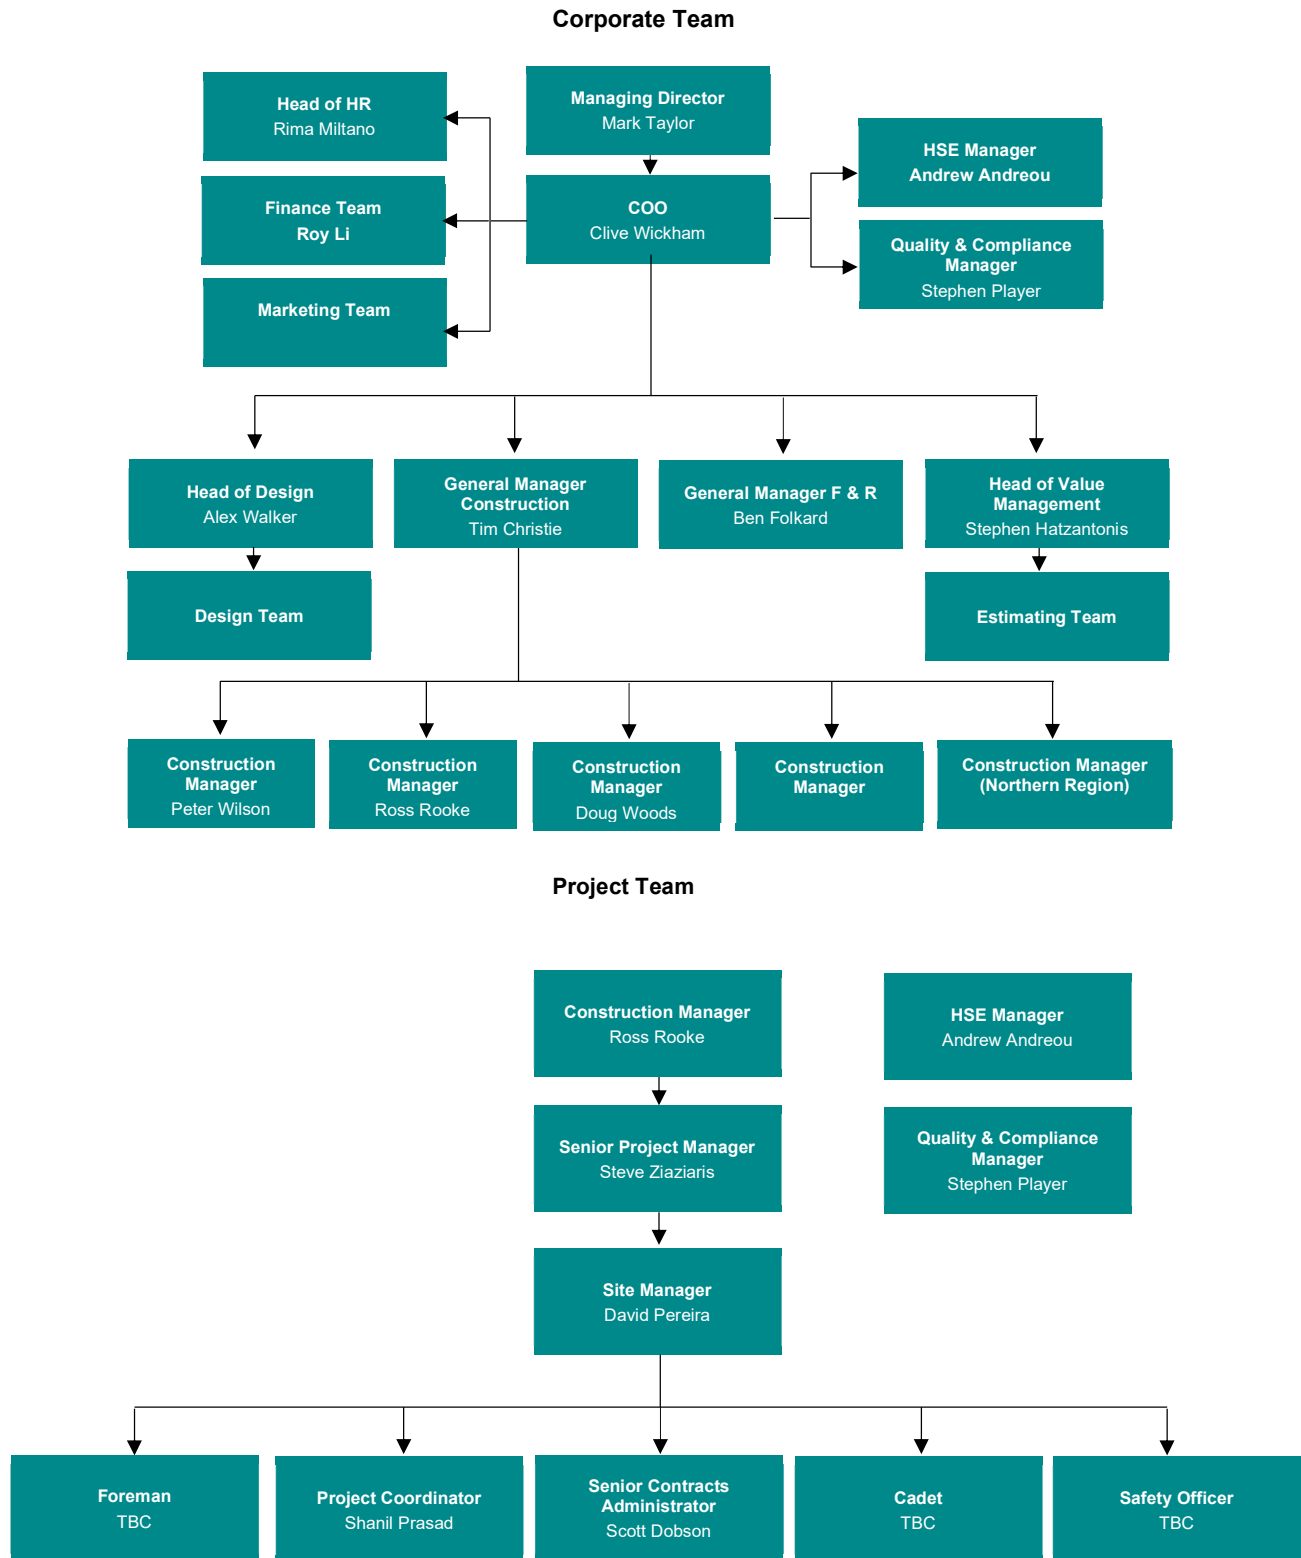 Corporate Team
Head of HR
Rima Miltano
Managing Director
Mark Taylor
HSE Manager
Andrew Andreou
Finance Team
Roy Li
COO
Clive Wickham
Quality & Compliance
Manager
Stephen Player
Marketing Team
Head of Design
Alex Walker
General Manager
Construction
Tim Christie
General Manager F & R
Ben Folkard
Head of Value
Management
Stephen Hatzantonis
Design Team
Estimating Team
Construction
Manager
Peter Wilson
Construction
Manager
Ross Rooke
Construction
Manager
Doug Woods
Construction
Manager
Construction Manager
(Northern Region)
Project Team
Construction Manager
Ross Rooke
HSE Manager
Andrew Andreou
Senior Project Manager
Steve Ziaziaris
Quality & Compliance
Manager
Stephen Player
Site Manager
David Pereira
Foreman
TBC
Project Coordinator
Shanil Prasad
Senior Contracts
Administrator
Scott Dobson
Cadet
TBC
Safety Officer
TBC